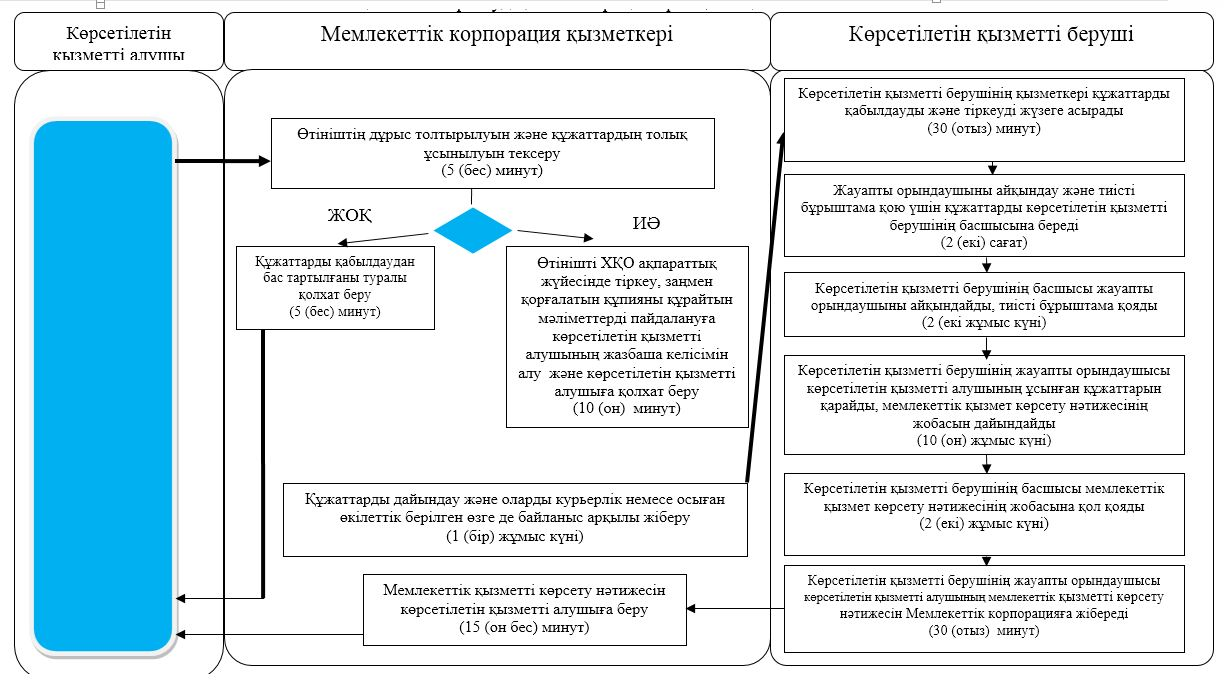 Көрсетілетін
қызметті алушы
Мемлекеттік корпорация қызметкері
Көрсетілетін қызметті беруші
Өтініштің дұрыс толтырылуын және құжаттардың толық
ұсынылуын тексеру
(5 (бес) минут)
ЖОҚ
ИӘ
Құжаттарды қабылдаудан
бас тартылғаны туралы
қолхат беру
(5 (бес) минут)
Өтінішті ХҚО ақпараттық
жүйесінде тіркеу, заңмен
қорғалатын құпияны құрайтын
мәліметтерді пайдалануға
көрсетілетін қызметті
алушының жазбаша келісімін
алу және көрсетілетін қызметті
алушыға қолхат беру
(10 (он) минут)
Құжаттарды дайындау және оларды курьерлік немесе осыған
өкілеттік берілген өзге де байланыс арқылы жіберу
(1 (бір) жұмыс күні)
Мемлекеттік қызметті көрсету нәтижесін
көрсетілетін қызметті алушыға беру
(15 (он бес) минут)
Көрсетілетін қызметті берушінің қызметкері құжаттарды
қабылдауды және тіркеуді жүзеге асырады
(30 (отыз) минут)
Жауапты орындаушыны айқындау және тиісті
бұрыштама қою үшін құжаттарды көрсетілетін қызметті
берушінің басшысына береді
(2 (екі) сағат)
Көрсетілетін қызметті берушінің басшысы жауапты
орындаушыны айқындайды, тиісті бұрыштама қояды
(2 (екі жұмыс күні)
Көрсетілетін қызметті берушінің жауапты орындаушысы
көрсетілетін қызметті алушының ұсынған құжаттарын
қарайды, мемлекеттік қызмет көрсету нәтижесінің
жобасын дайындайды
(10 (он) жұмыс күні)
Көрсетілетін қызметті берушінің басшысы мемлекеттік
қызмет көрсету нәтижесінің жобасына қол қояды
(2 (екі) жұмыс күні)
Көрсетілетін қызметті берушінің жауапты орындаушысы
көрсетілетін қызметті алушының мемлекеттік қызметті көрсету
нәтижесін Мемлекеттік корпорацияға жібереді
(30 (отыз) минут)